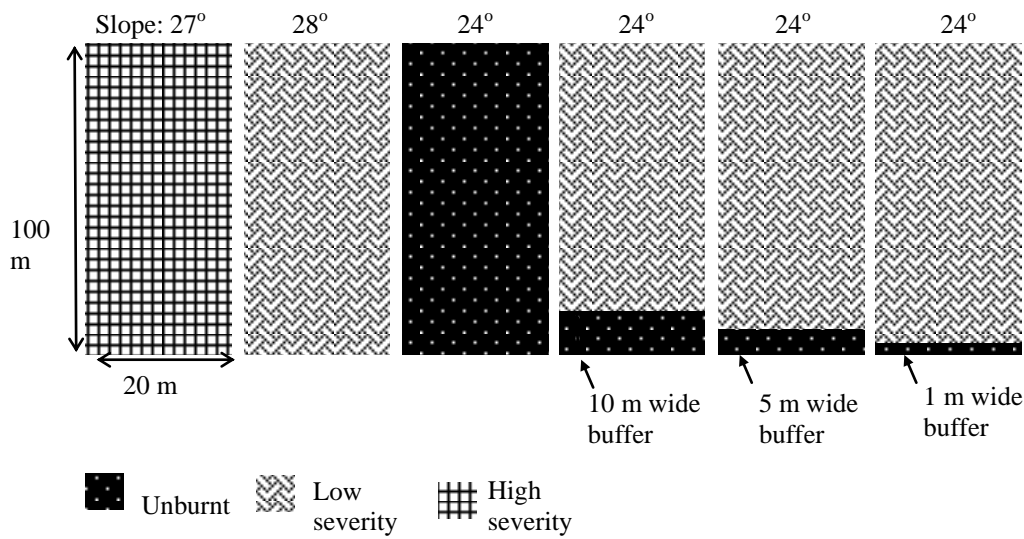 Slope: 27° 28° 24° 24° 24° 24°
100
m
20 m
10 m wide
buffer
5 m wide
buffer
1 m wide
buffer
Unburnt
Low
severity
High
severity